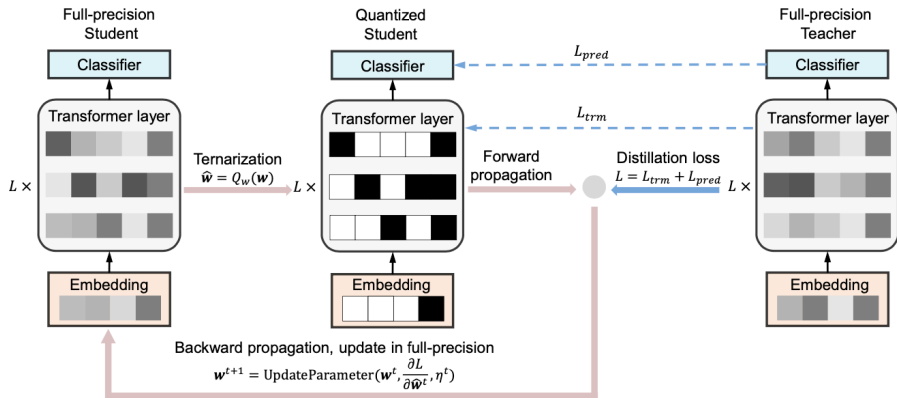 Full-precision
Student
Quantized
Student
Full-precision
Teacher
Classifier
Classifier
L_pred
Classifier
Transformer layer
Transformer layer
L_trm
Transformer layer
Ternarization
ŵ = Q_w(w)
Forward
propagation
Distillation loss
L = L_trm + L_pred
L ×
L ×
L ×
Embedding
Embedding
Embedding
Backward propagation, update in full-precision
w^{t+1} = UpdateParameter(w^t, ∂L/∂ŵ^t, η^t)